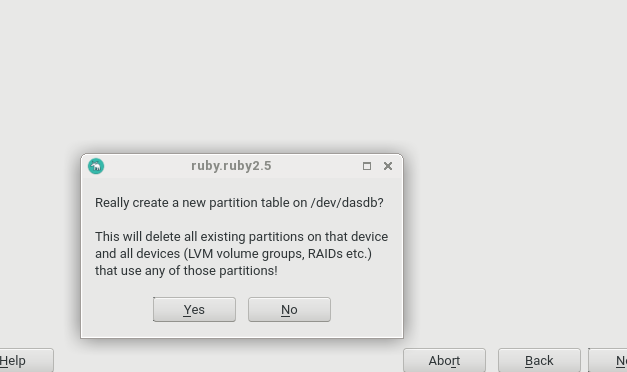 ruby.ruby2.5
Really create a new partition table on /dev/dasdb?
This will delete all existing partitions on that device
and all devices (LVM volume groups, RAIDs etc.)
that use any of those partitions!
Yes No
Help Abort Back